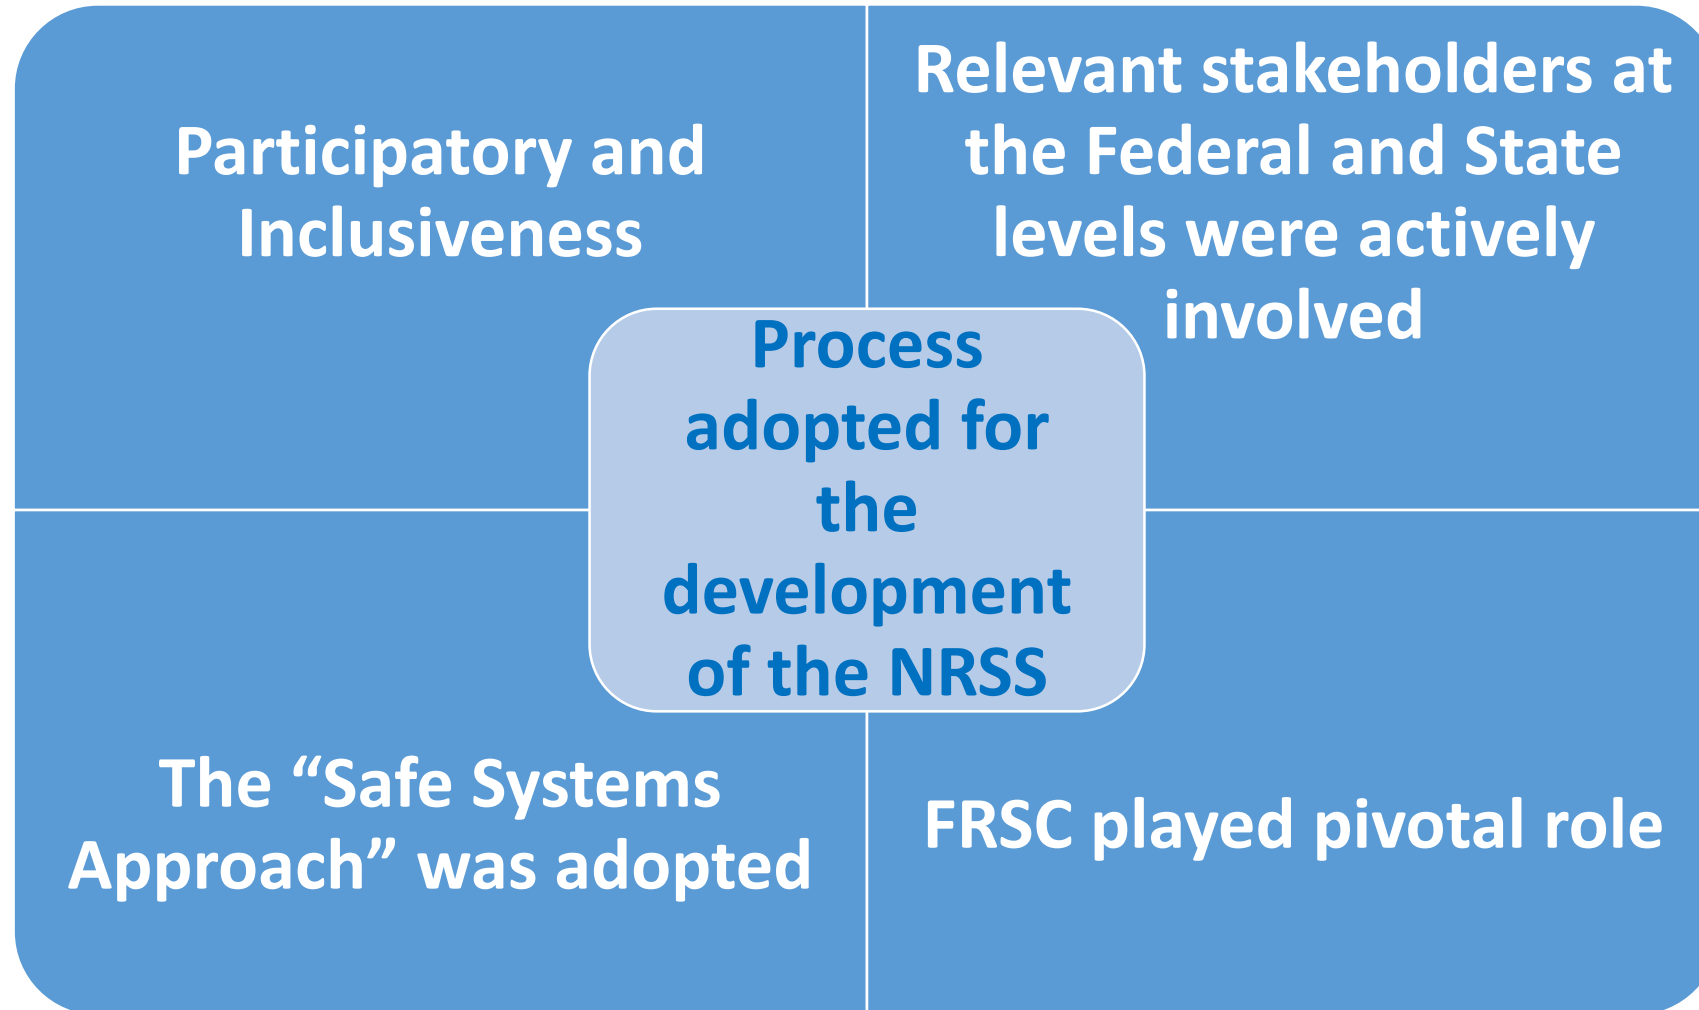 Participatory and
Inclusiveness
Relevant stakeholders at
the Federal and State
levels were actively
involved
Process
adopted for
the
development
of the NRSS
The “Safe Systems
Approach” was adopted
FRSC played pivotal role